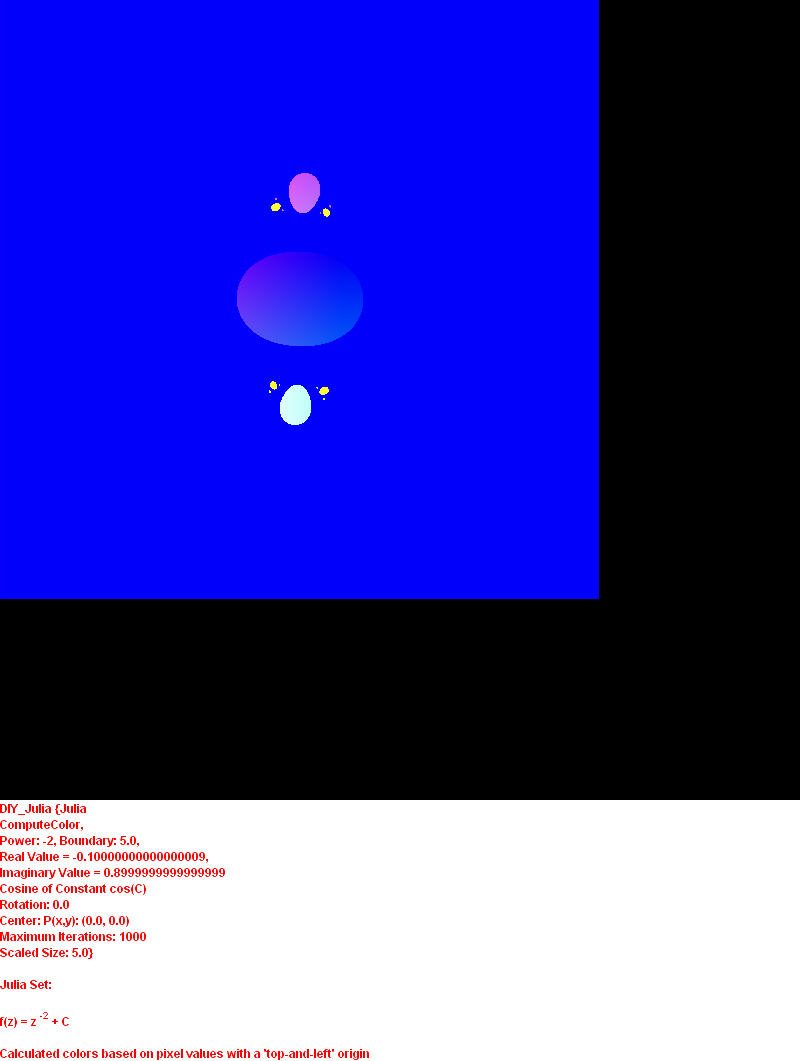 DIY_Julia {Julia
ComputeColor,
Power: -2, Boundary: 5.0,
Real Value = -0.10000000000000009,
Imaginary Value = 0.8999999999999999
Cosine of Constant cos(C)
Rotation: 0.0
Center: P(x,y): (0.0, 0.0)
Maximum Iterations: 1000
Scaled Size: 5.0}
Julia Set:
f(z) = z -2 + C
Calculated colors based on pixel values with a 'top-and-left' origin